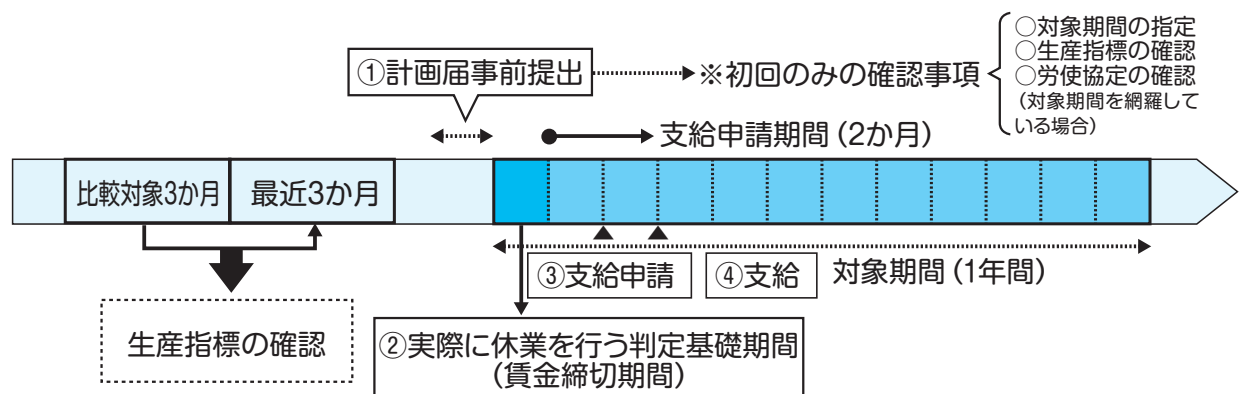 ①計画届事前提出
※初回のみの確認事項
○対象期間の指定
○生産指標の確認
○労使協定の確認
(対象期間を網羅して
いる場合)
支給申請期間(2か月)
比較対象3か月
最近3か月
③支給申請
④支給
対象期間(1年間)
生産指標の確認
②実際に休業を行う判定基礎期間
(賃金締切期間)